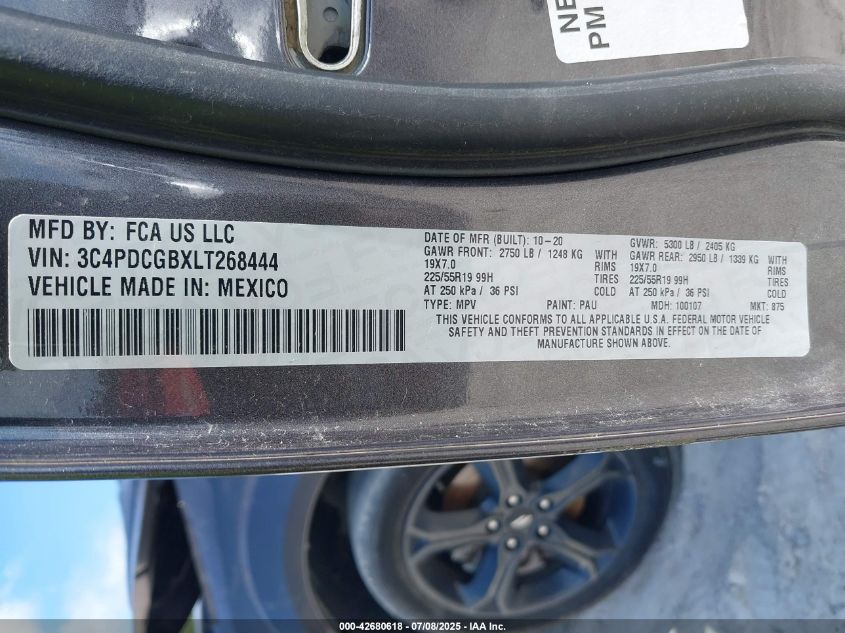 NE
PM
MFD BY: FCA US LLC
VIN: 3C4PDCGBXLT268444
VEHICLE MADE IN: MEXICO
DATE OF MFR (BUILT): 10-20 GVWR: 5300 LB / 2405 KG
GAWR FRONT: 2750 LB / 1248 KG WITH GAWR REAR: 2950 LB / 1339 KG WITH
19X7.0 RIMS 19X7.0 RIMS
225/55R19 99H TIRES 225/55R19 99H TIRES
AT 250 kPa / 36 PSI COLD AT 250 kPa / 36 PSI COLD
TYPE: MPV PAINT: PAU MDH: 100107 MKT: 875
THIS VEHICLE CONFORMS TO ALL APPLICABLE U.S.A. FEDERAL MOTOR VEHICLE
SAFETY AND THEFT PREVENTION STANDARDS IN EFFECT ON THE DATE OF
MANUFACTURE SHOWN ABOVE.
000-42680618 - 07/08/2025 - IAA Inc.